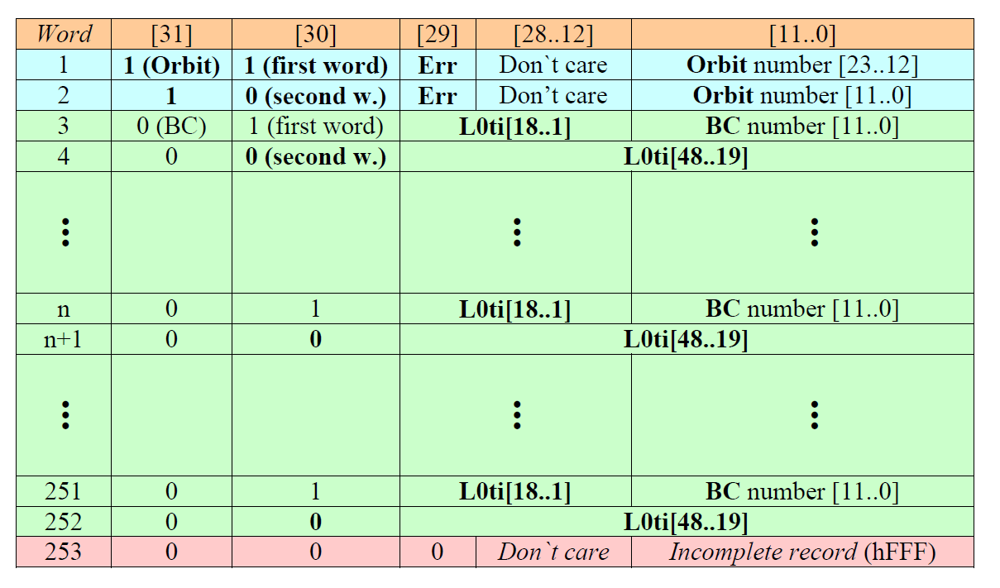 Word [31] [30] [29] [28..12] [11..0]
1 1 (Orbit) 1 (first word) Err Don`t care Orbit number [23..12]
2 1 0 (second w.) Err Don’t care Orbit number [11..0]
3 0 (BC) 1 (first word) L0ti[18..1] BC number [11..0]
4 0 0 (second w.) L0ti[48..19]
⋮ ⋮ ⋮
n 0 1 L0ti[18..1] BC number [11..0]
n+1 0 0 L0ti[48..19]
⋮ ⋮ ⋮
251 0 1 L0ti[18..1] BC number [11..0]
252 0 0 L0ti[48..19]
253 0 0 0 Don`t care Incomplete record (hFFF)